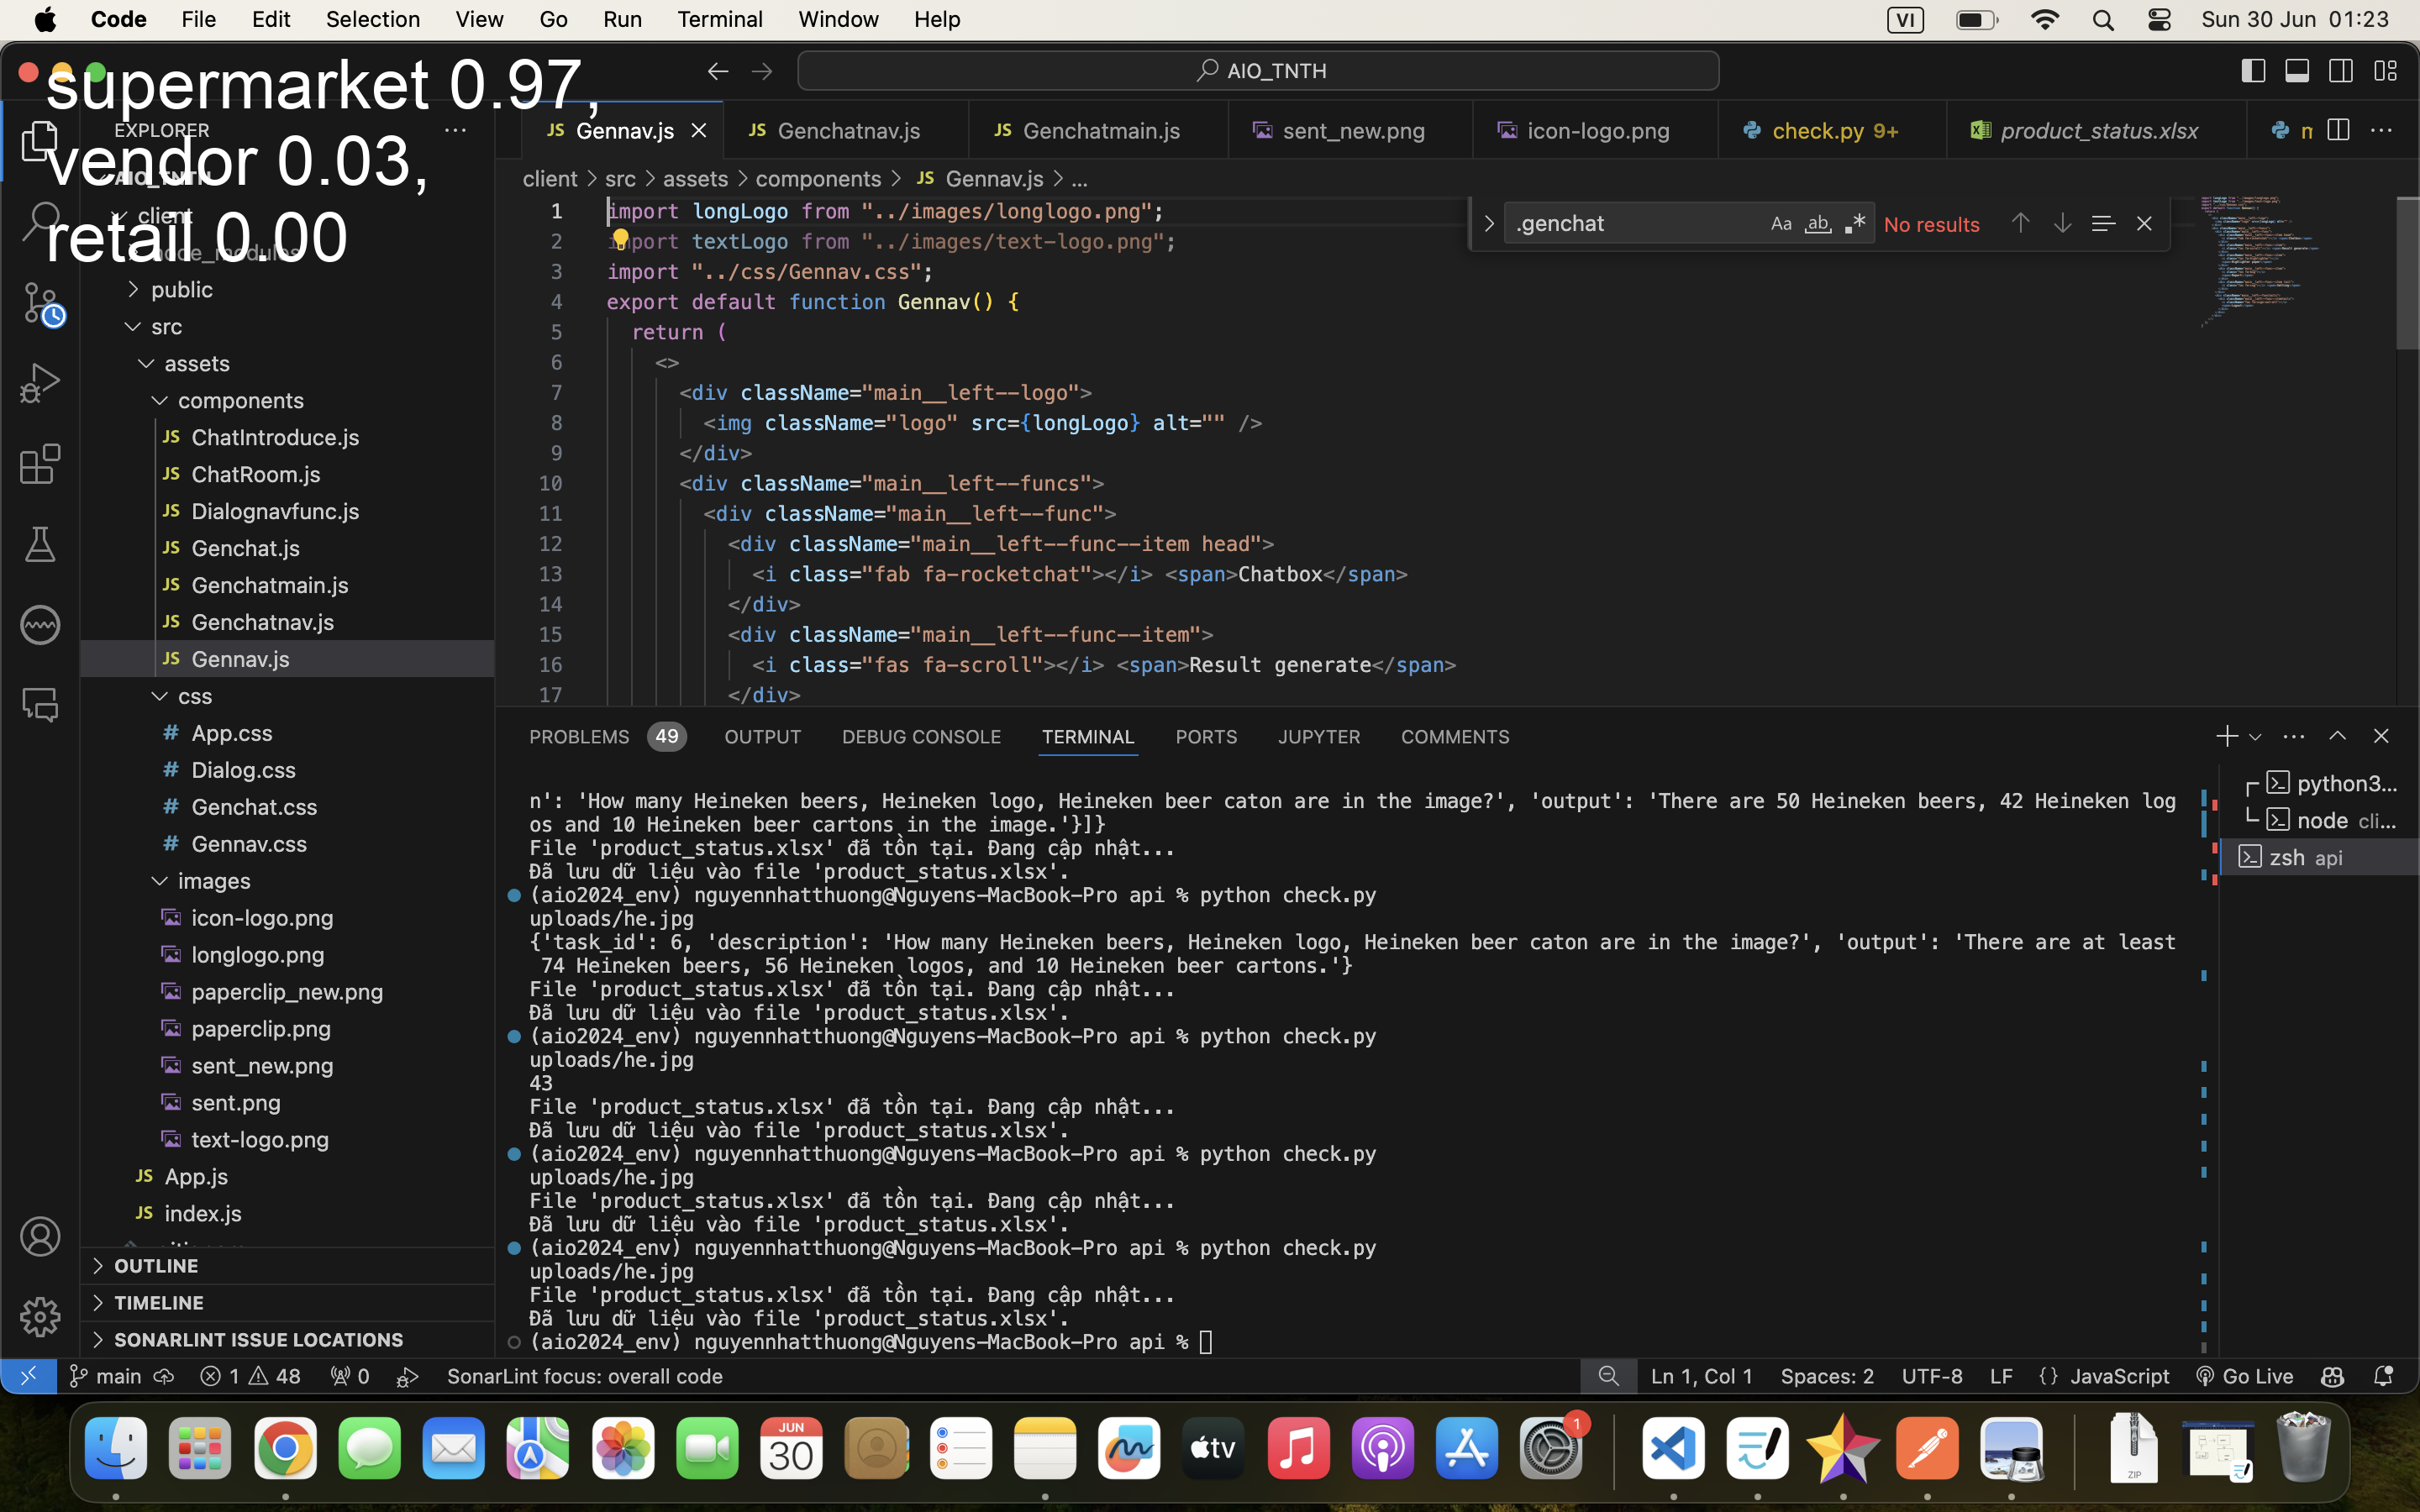 Code File Edit Selection View Go Run Terminal Window Help VI Sun 30 Jun 01:23
supermarket 0.97,
vendor 0.03,
retail 0.00
AIO_TNTH
EXPLORER
AIO_TNTH
client
node_modules
public
src
assets
components
JS ChatIntroduce.js
JS ChatRoom.js
JS Dialognavfunc.js
JS Genchat.js
JS Genchatmain.js
JS Genchatnav.js
JS Gennav.js
css
# App.css
# Dialog.css
# Genchat.css
# Gennav.css
images
icon-logo.png
longlogo.png
paperclip_new.png
paperclip.png
sent_new.png
sent.png
text-logo.png
JS App.js
JS index.js
OUTLINE
TIMELINE
SONARLINT ISSUE LOCATIONS
JS Gennav.js JS Genchatnav.js JS Genchatmain.js sent_new.png icon-logo.png check.py 9+ product_status.xlsx
client > src > assets > components > JS Gennav.js > ...
.genchat Aa ab .* No results
1 import longLogo from "../images/longlogo.png";
2 import textLogo from "../images/text-logo.png";
3 import "../css/Gennav.css";
4 export default function Gennav() {
5 return (
6 <>
7 <div className="main__left--logo">
8 <img className="logo" src={longLogo} alt="" />
9 </div>
10 <div className="main__left--funcs">
11 <div className="main__left--func">
12 <div className="main__left--func--item head">
13 <i class="fab fa-rocketchat"></i> <span>Chatbox</span>
14 </div>
15 <div className="main__left--func--item">
16 <i class="fas fa-scroll"></i> <span>Result generate</span>
17 </div>
PROBLEMS 49 OUTPUT DEBUG CONSOLE TERMINAL PORTS JUPYTER COMMENTS
n': 'How many Heineken beers, Heineken logo, Heineken beer caton are in the image?', 'output': 'There are 50 Heineken beers, 42 Heineken log
os and 10 Heineken beer cartons in the image.'}]}
File 'product_status.xlsx' đã tồn tại. Đang cập nhật...
Đã lưu dữ liệu vào file 'product_status.xlsx'.
(aio2024_env) nguyennhatthuong@Nguyens-MacBook-Pro api % python check.py
uploads/he.jpg
{'task_id': 6, 'description': 'How many Heineken beers, Heineken logo, Heineken beer caton are in the image?', 'output': 'There are at least
74 Heineken beers, 56 Heineken logos, and 10 Heineken beer cartons.'}
File 'product_status.xlsx' đã tồn tại. Đang cập nhật...
Đã lưu dữ liệu vào file 'product_status.xlsx'.
(aio2024_env) nguyennhatthuong@Nguyens-MacBook-Pro api % python check.py
uploads/he.jpg
43
File 'product_status.xlsx' đã tồn tại. Đang cập nhật...
Đã lưu dữ liệu vào file 'product_status.xlsx'.
(aio2024_env) nguyennhatthuong@Nguyens-MacBook-Pro api % python check.py
uploads/he.jpg
File 'product_status.xlsx' đã tồn tại. Đang cập nhật...
Đã lưu dữ liệu vào file 'product_status.xlsx'.
(aio2024_env) nguyennhatthuong@Nguyens-MacBook-Pro api % python check.py
uploads/he.jpg
File 'product_status.xlsx' đã tồn tại. Đang cập nhật...
Đã lưu dữ liệu vào file 'product_status.xlsx'.
(aio2024_env) nguyennhatthuong@Nguyens-MacBook-Pro api %
python3...
node cli...
zsh api
main 1 48 0 SonarLint focus: overall code Ln 1, Col 1 Spaces: 2 UTF-8 LF {} JavaScript Go Live
JUN
30
tv
1
ZIP